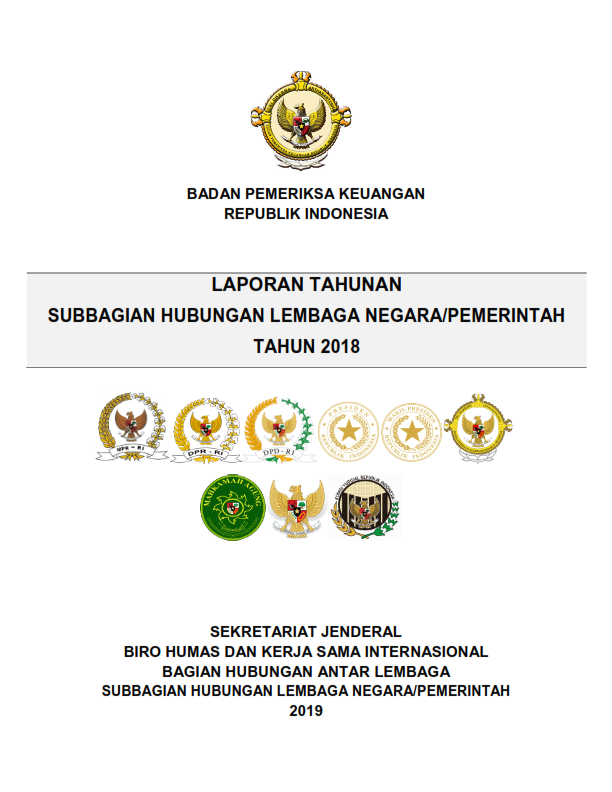 BADAN PEMERIKSA KEUANGAN
REPUBLIK INDONESIA
LAPORAN TAHUNAN
SUBBAGIAN HUBUNGAN LEMBAGA NEGARA/PEMERINTAH
TAHUN 2018
MPR - RI
DPR - RI
DPD - RI
PRESIDEN
REPUBLIK INDONESIA
WAKIL PRESIDEN
REPUBLIK INDONESIA
MAHKAMAH AGUNG
KOMISI YUDISIAL REPUBLIK INDONESIA
SEKRETARIAT JENDERAL
BIRO HUMAS DAN KERJA SAMA INTERNASIONAL
BAGIAN HUBUNGAN ANTAR LEMBAGA
SUBBAGIAN HUBUNGAN LEMBAGA NEGARA/PEMERINTAH
2019